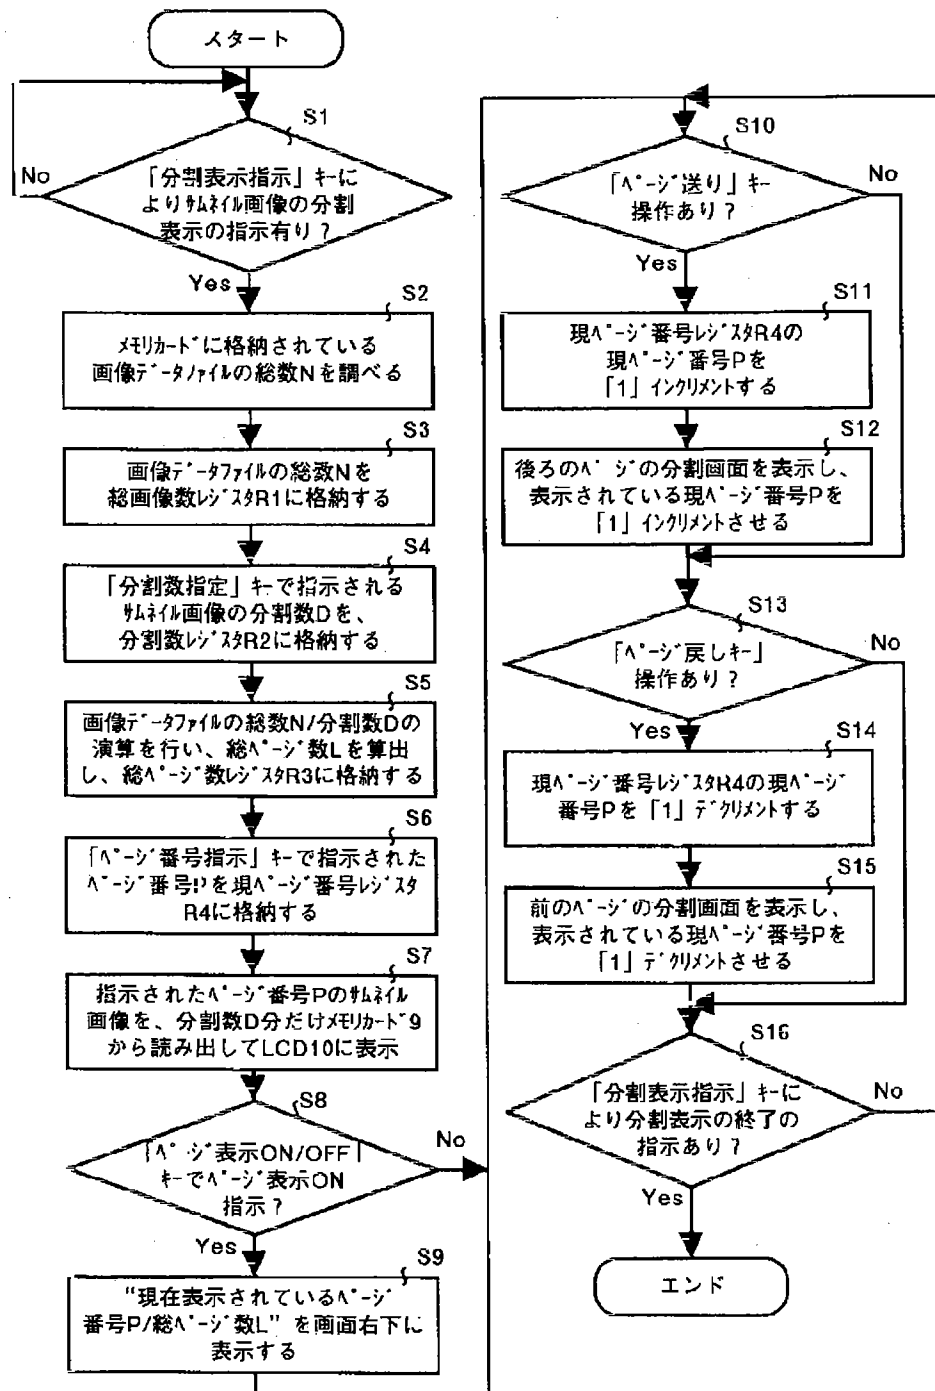 スタート
S1
「分割表示指示」キーに
よりサムネイル画像の分割
表示の指示有り?
No
Yes
S2
メモリカードに格納されている
画像データファイルの総数Nを調べる
S3
画像データファイルの総数Nを
総画像数レジスタR1に格納する
S4
「分割数指定」キーで指示される
サムネイル画像の分割数Dを、
分割数レジスタR2に格納する
S5
画像データファイルの総数N/分割数Dの
演算を行い、総ページ数Lを算出
し、総ページ数レジスタR3に格納する
S6
「ページ番号指示」キーで指示された
ページ番号Pを現ページ番号レジスタ
R4に格納する
S7
指示されたページ番号Pのサムネイル
画像を、分割数D分だけメモリカード9
から読み出してLCD10に表示
S8
「ページ表示ON/OFF」
キーでページ表示ON
指示?
No
Yes
S9
“現在表示されているページ
番号P/総ページ数L”を画面右下に
表示する
S10
「ページ送り」キー
操作あり?
No
Yes
S11
現ページ番号レジスタR4の
現ページ番号Pを
「1」インクリメントする
S12
後ろのページの分割画面を表示し、
表示されている現ページ番号Pを
「1」インクリメントさせる
S13
「ページ戻しキー」
操作あり?
No
Yes
S14
現ページ番号レジスタR4の現ページ
番号Pを「1」デクリメントする
S15
前のページの分割画面を表示し、
表示されている現ページ番号Pを
「1」デクリメントさせる
S16
「分割表示指示」キーに
より分割表示の終了の
指示あり?
No
Yes
エンド